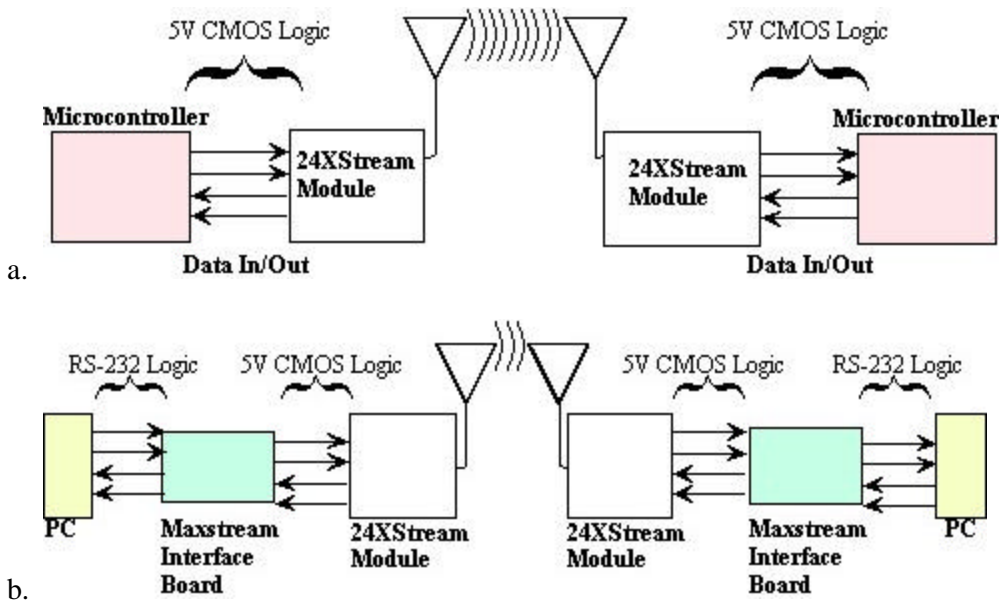 5V CMOS Logic
5V CMOS Logic
Microcontroller
Microcontroller
24XStream
Module
24XStream
Module
Data In/Out
Data In/Out
a.
RS-232 Logic
5V CMOS Logic
5V CMOS Logic
RS-232 Logic
PC
Maxstream
Interface
Board
24XStream
Module
24XStream
Module
Maxstream
Interface
Board
PC
b.